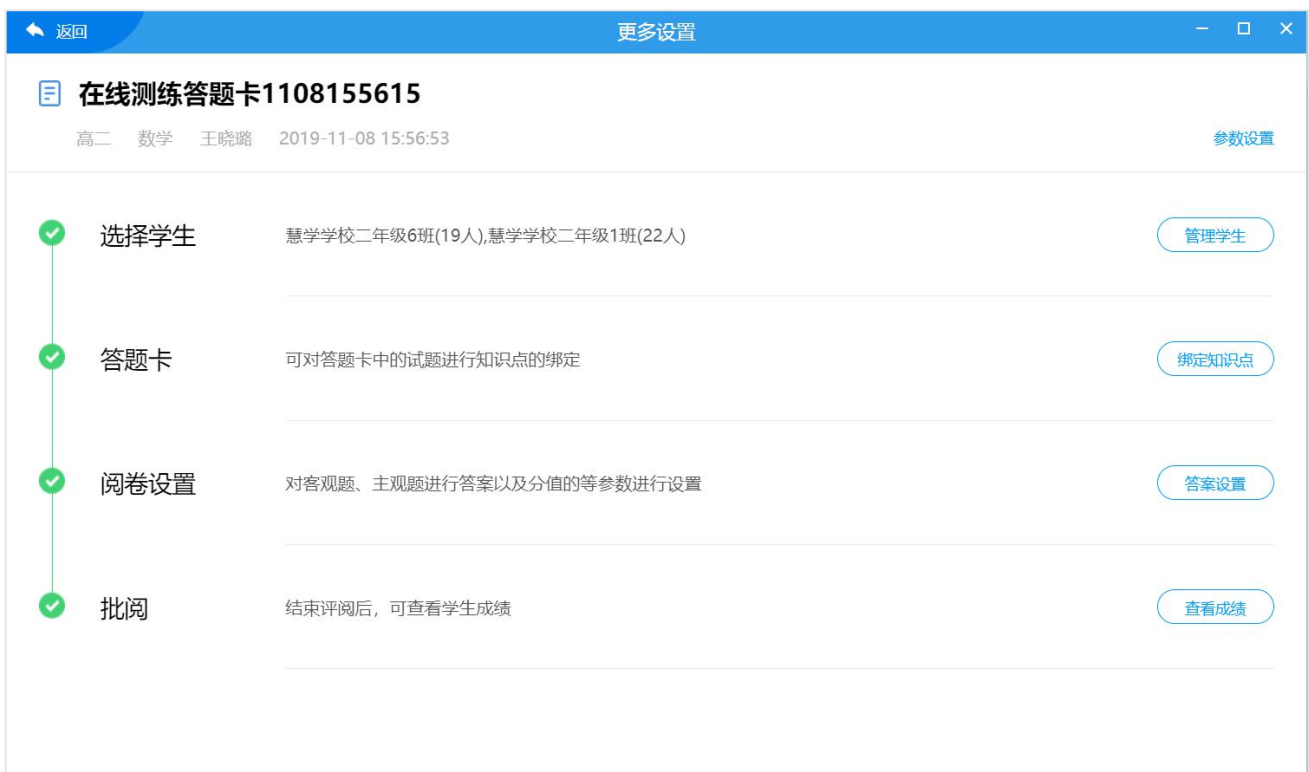 返回
更多设置
在线测练答题卡1108155615
高二 数学 王晓璐 2019-11-08 15:56:53
参数设置
选择学生
慧学学校二年级6班(19人),慧学学校二年级1班(22人)
管理学生
答题卡
可对答题卡中的试题进行知识点的绑定
绑定知识点
阅卷设置
对客观题、主观题进行答案以及分值的等参数进行设置
答案设置
批阅
结束评阅后，可查看学生成绩
查看成绩